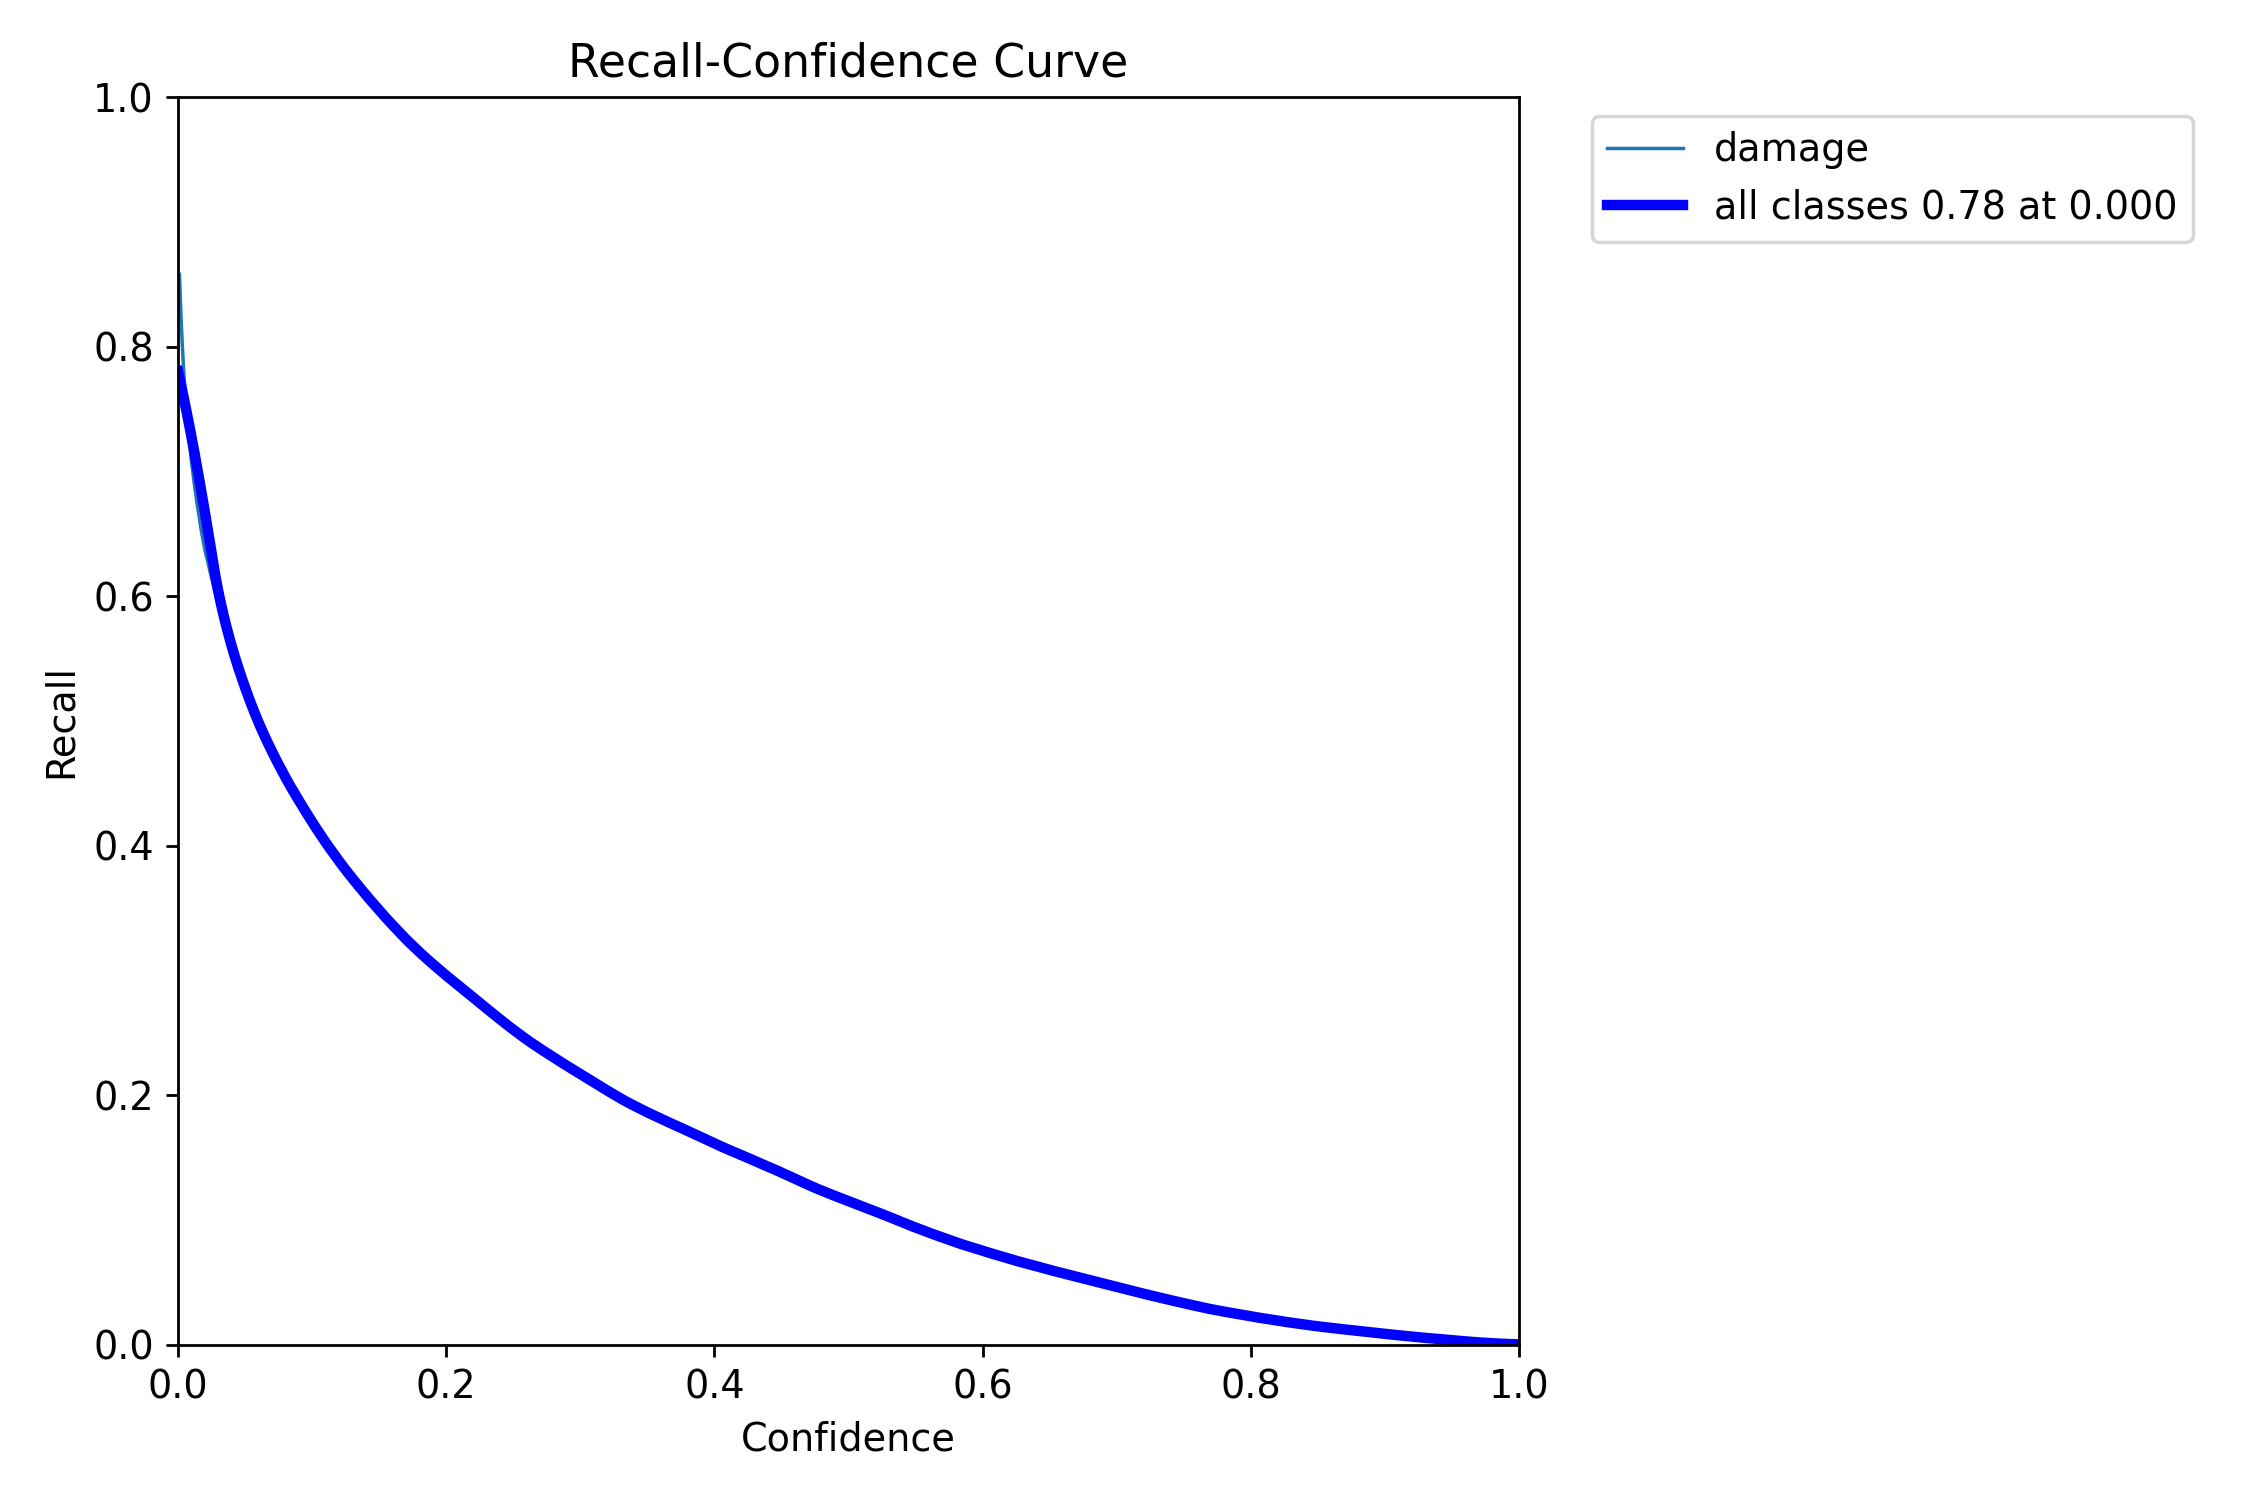 Recall-Confidence Curve
1.0
0.8
0.6
0.4
0.2
0.0
Recall
0.0 0.2 0.4 0.6 0.8 1.0
Confidence
damage
all classes 0.78 at 0.000